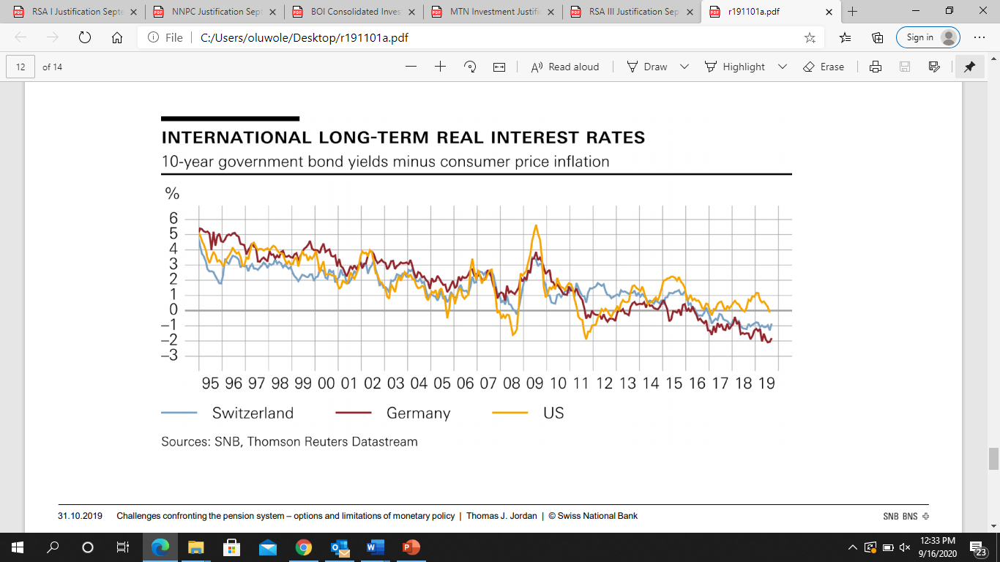 RSA I Justification Septe
NNPC Justification Sept
BOI Consolidated Inves
MTN Investment Justifi
RSA III Justification Sep
r191101a.pdf
File C:/Users/oluwole/Desktop/r191101a.pdf
Sign in
12 of 14
Read aloud
Draw
Highlight
Erase
INTERNATIONAL LONG-TERM REAL INTEREST RATES
10-year government bond yields minus consumer price inflation
%
6
5
4
3
2
1
0
–1
–2
–3
95 96 97 98 99 00 01 02 03 04 05 06 07 08 09 10 11 12 13 14 15 16 17 18 19
Switzerland Germany US
Sources: SNB, Thomson Reuters Datastream
31.10.2019 Challenges confronting the pension system – options and limitations of monetary policy | Thomas J. Jordan | © Swiss National Bank
SNB BNS
12:33 PM
9/16/2020
23